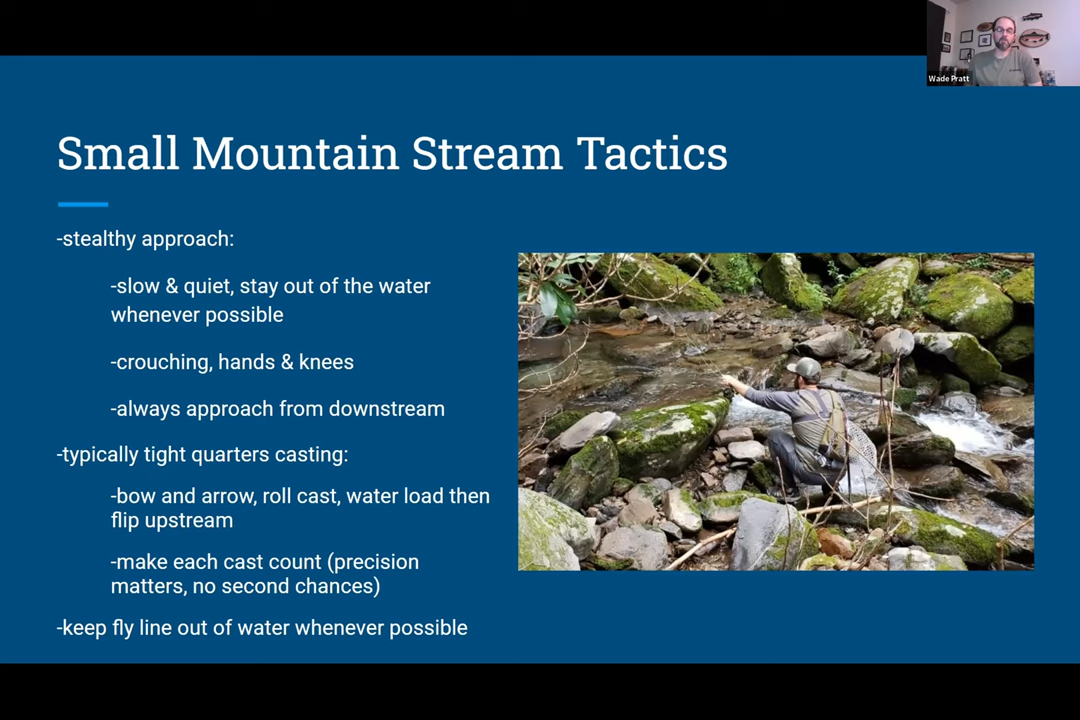 Wade Pratt
Small Mountain Stream Tactics
-stealthy approach:
-slow & quiet, stay out of the water
whenever possible
-crouching, hands & knees
-always approach from downstream
-typically tight quarters casting:
-bow and arrow, roll cast, water load then
flip upstream
-make each cast count (precision
matters, no second chances)
-keep fly line out of water whenever possible